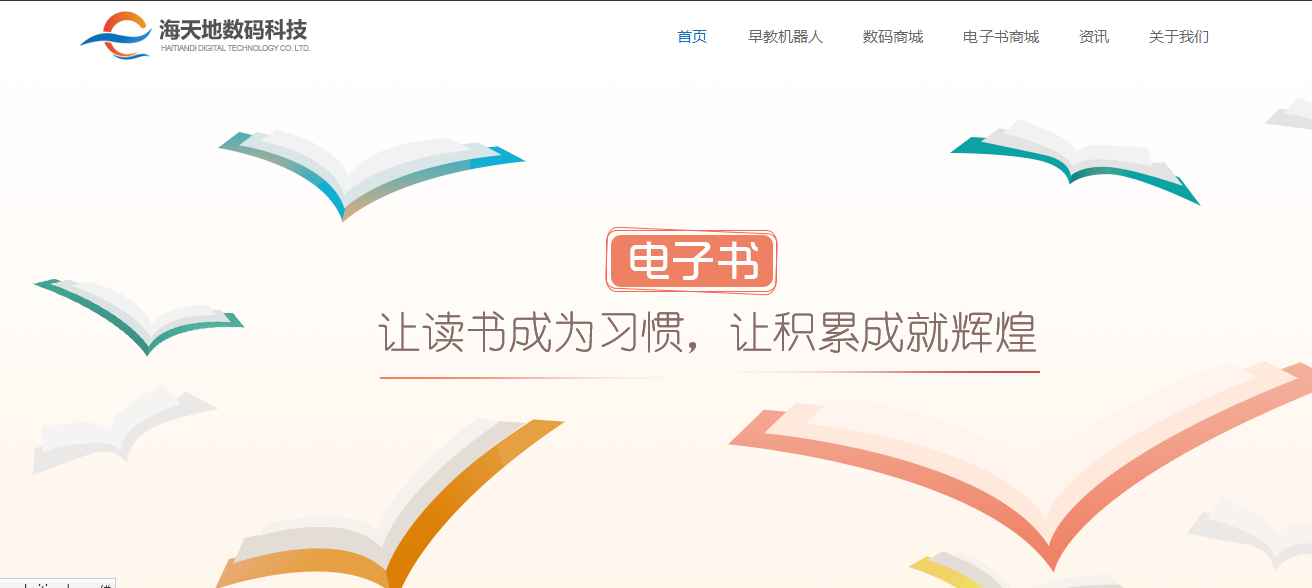 海天地数码科技
HAITIANDI DIGITAL TECHNOLOGY CO. LTD.
首页 早教机器人 数码商城 电子书商城 资讯 关于我们
电子书
让读书成为习惯，让积累成就辉煌